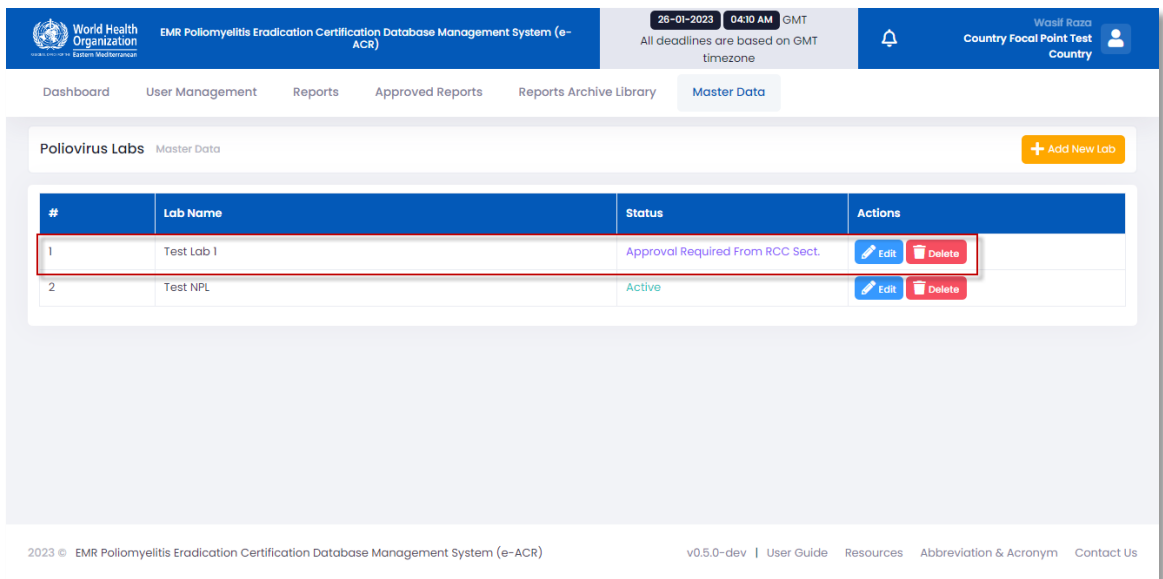 World Health
Organization
Eastern Mediterranean
EMR Poliomyelitis Eradication Certification Database Management System (e-
ACR)
26-01-2023 04:10 AM GMT
All deadlines are based on GMT
timezone
Wasif Raza
Country Focal Point Test
Country
Dashboard User Management Reports Approved Reports Reports Archive Library Master Data
Poliovirus Labs Master Data
+ Add New Lab
# Lab Name Status Actions
1 Test Lab 1 Approval Required From RCC Sect. Edit Delete
2 Test NPL Active Edit Delete
2023 © EMR Poliomyelitis Eradication Certification Database Management System (e-ACR)
v0.5.0-dev | User Guide Resources Abbreviation & Acronym Contact Us